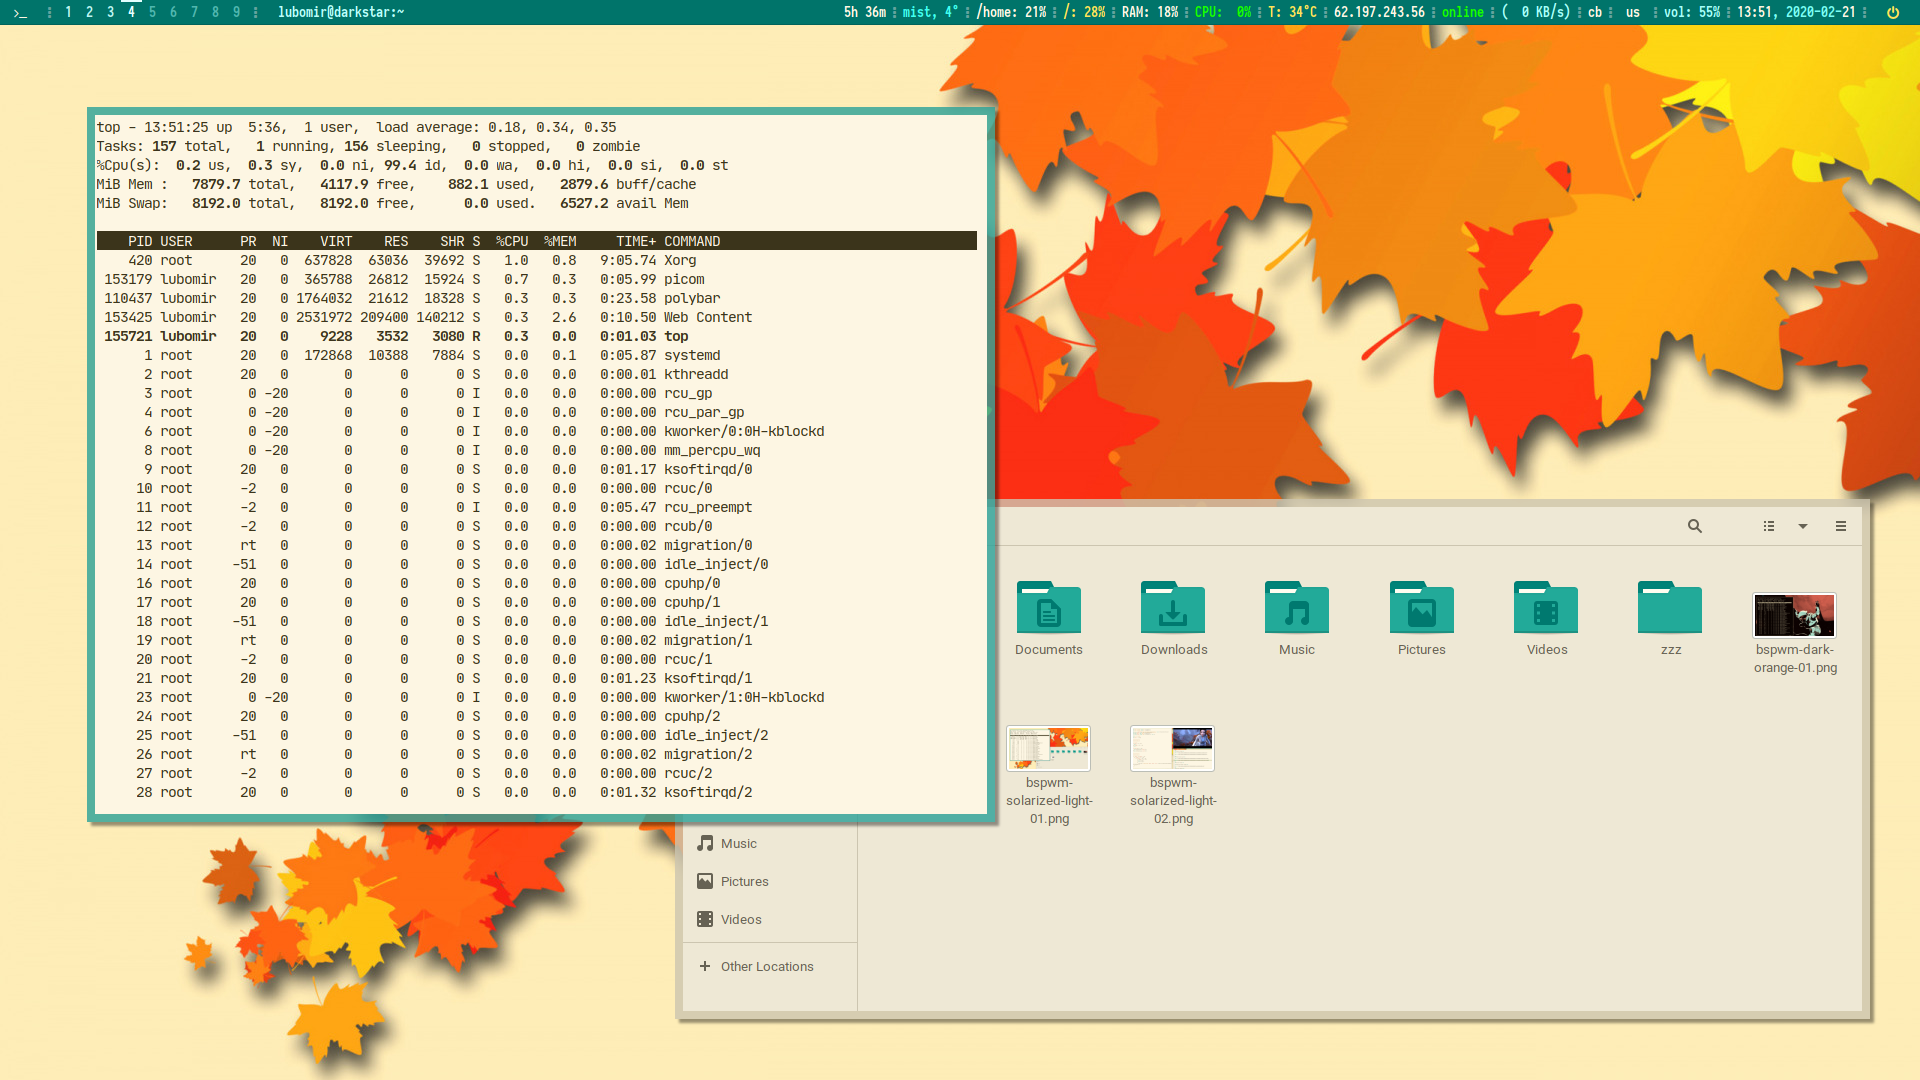 >_ ⁝ 1 2 3 4 5 6 7 8 9 ⁝ lubomir@darkstar:~
5h 36m ⁝ mist, 4° ⁝ /home: 21% ⁝ /: 28% ⁝ RAM: 18% ⁝ CPU: 0% ⁝ T: 34°C ⁝ 62.197.243.56 ⁝ online ⁝ ( 0 KB/s) ⁝ cb ⁝ us ⁝ vol: 55% ⁝ 13:51, 2020-02-21 ⁝
top - 13:51:25 up  5:36,  1 user,  load average: 0.18, 0.34, 0.35
Tasks: 157 total,   1 running, 156 sleeping,   0 stopped,   0 zombie
%Cpu(s):  0.2 us,  0.3 sy,  0.0 ni, 99.4 id,  0.0 wa,  0.0 hi,  0.0 si,  0.0 st
MiB Mem :   7879.7 total,   4117.9 free,    882.1 used,   2879.6 buff/cache
MiB Swap:   8192.0 total,   8192.0 free,      0.0 used.   6527.2 avail Mem
PID USER      PR  NI    VIRT    RES    SHR S  %CPU  %MEM     TIME+ COMMAND
420 root      20   0  637828  63036  39692 S   1.0   0.8   9:05.74 Xorg
153179 lubomir   20   0  365788  26812  15924 S   0.7   0.3   0:05.99 picom
110437 lubomir   20   0 1764032  21612  18328 S   0.3   0.3   0:23.58 polybar
153425 lubomir   20   0 2531972 209400 140212 S   0.3   2.6   0:10.50 Web Content
155721 lubomir   20   0    9228   3532   3080 R   0.3   0.0   0:01.03 top
1 root      20   0  172868  10388   7884 S   0.0   0.1   0:05.87 systemd
2 root      20   0       0      0      0 S   0.0   0.0   0:00.01 kthreadd
3 root       0 -20       0      0      0 I   0.0   0.0   0:00.00 rcu_gp
4 root       0 -20       0      0      0 I   0.0   0.0   0:00.00 rcu_par_gp
6 root       0 -20       0      0      0 I   0.0   0.0   0:00.00 kworker/0:0H-kblockd
8 root       0 -20       0      0      0 I   0.0   0.0   0:00.00 mm_percpu_wq
9 root      20   0       0      0      0 S   0.0   0.0   0:01.17 ksoftirqd/0
10 root      -2   0       0      0      0 S   0.0   0.0   0:00.00 rcuc/0
11 root      -2   0       0      0      0 I   0.0   0.0   0:05.47 rcu_preempt
12 root      -2   0       0      0      0 S   0.0   0.0   0:00.00 rcub/0
13 root      rt   0       0      0      0 S   0.0   0.0   0:00.02 migration/0
14 root     -51   0       0      0      0 S   0.0   0.0   0:00.00 idle_inject/0
16 root      20   0       0      0      0 S   0.0   0.0   0:00.00 cpuhp/0
17 root      20   0       0      0      0 S   0.0   0.0   0:00.00 cpuhp/1
18 root     -51   0       0      0      0 S   0.0   0.0   0:00.00 idle_inject/1
19 root      rt   0       0      0      0 S   0.0   0.0   0:00.02 migration/1
20 root      -2   0       0      0      0 S   0.0   0.0   0:00.00 rcuc/1
21 root      20   0       0      0      0 S   0.0   0.0   0:01.23 ksoftirqd/1
23 root       0 -20       0      0      0 I   0.0   0.0   0:00.00 kworker/1:0H-kblockd
24 root      20   0       0      0      0 S   0.0   0.0   0:00.00 cpuhp/2
25 root     -51   0       0      0      0 S   0.0   0.0   0:00.00 idle_inject/2
26 root      rt   0       0      0      0 S   0.0   0.0   0:00.02 migration/2
27 root      -2   0       0      0      0 S   0.0   0.0   0:00.00 rcuc/2
28 root      20   0       0      0      0 S   0.0   0.0   0:01.32 ksoftirqd/2
Documents
Downloads
Music
Pictures
Videos
zzz
bspwm-dark-
orange-01.png
bspwm-
solarized-light-
01.png
bspwm-
solarized-light-
02.png
Music
Pictures
Videos
+ Other Locations